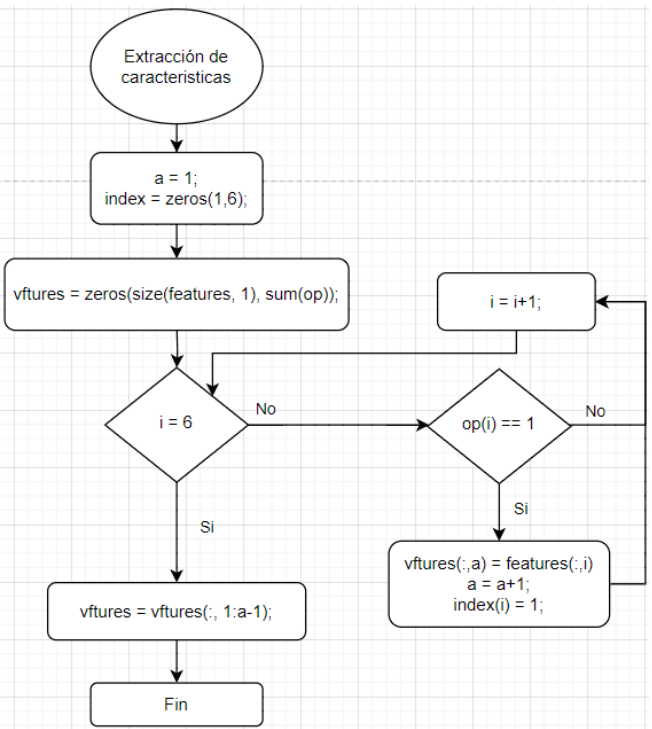 Extracción de
caracteristicas
a = 1;
index = zeros(1,6);
vftures = zeros(size(features, 1), sum(op));
i = i+1;
i = 6
No
op(i) == 1
No
Si
Si
vftures(:,a) = features(:,i)
a = a+1;
index(i) = 1;
vftures = vftures(:, 1:a-1);
Fin